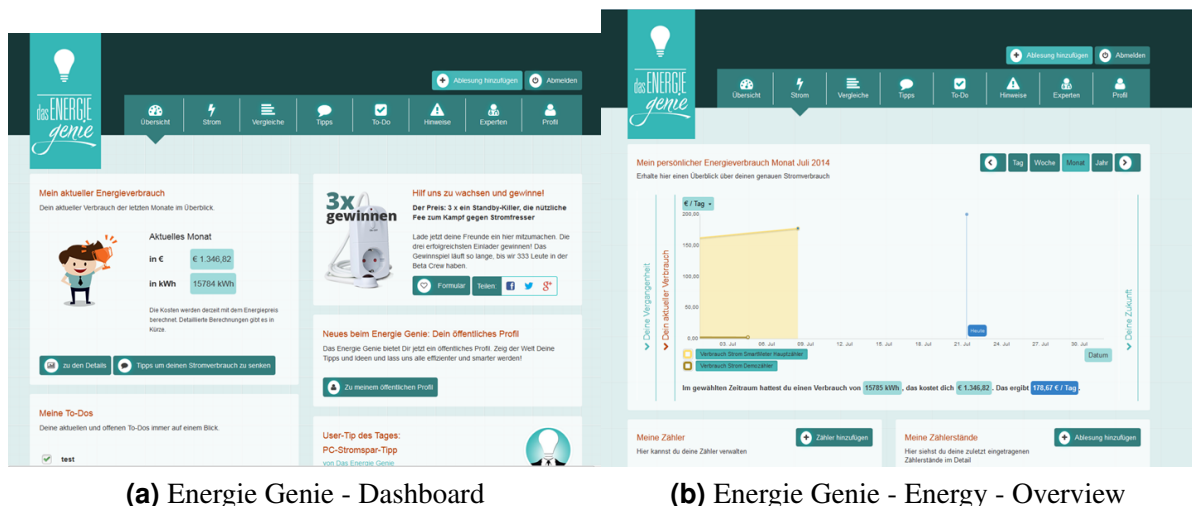 das ENERGIE
genie
Ablesung hinzufügen
Abmelden
Übersicht
Strom
Vergleiche
Tipps
To-Do
Hinweise
Experten
Profil
Mein aktueller Energieverbrauch
Dein aktueller Verbrauch der letzten Monate im Überblick.
Aktuelles Monat
in € € 1.346,82
in kWh 15784 kWh
Die Kosten werden derzeit mit dem Energiepreis
berechnet. Detaillierte Berechnungen gibt es in
Kürze.
zu den Details
Tipps um deinen Stromverbrauch zu senken
Meine To-Dos
Deine aktuellen und offenen To-Dos immer auf einem Blick.
test
3x
gewinnen
Hilf uns zu wachsen und gewinne!
Der Preis: 3 x ein Standby-Killer, die nützliche
Fee zum Kampf gegen Stromfresser
Lade jetzt deine Freunde ein hier mitzumachen. Die
drei erfolgreichsten Einlader gewinnen! Das
Gewinnspiel läuft so lange, bis wir 333 Leute in der
Beta Crew haben.
Formular
Teilen:
Neues beim Energie Genie: Dein öffentliches Profil
Das Energie Genie bietet Dir jetzt ein öffentliches Profil. Zeig der Welt Deine
Tipps und Ideen und lass uns alle effizienter und smarter werden!
Zu meinem öffentlichen Profil
User-Tip des Tages:
PC-Stromspar-Tipp
von Das Energie Genie
(a) Energie Genie - Dashboard
das ENERGIE
genie
Ablesung hinzufügen
Abmelden
Übersicht
Strom
Vergleiche
Tipps
To-Do
Hinweise
Experten
Profil
Mein persönlicher Energieverbrauch Monat Juli 2014
Erhalte hier einen Überblick über deinen genauen Stromverbrauch
Tag
Woche
Monat
Jahr
Deine Vergangenheit
Dein aktueller Verbrauch
€ / Tag
200,00
150,00
100,00
50,00
0,00
03. Jul
05. Jul
09. Jul
12. Jul
15. Jul
18. Jul
21. Jul
24. Jul
27. Jul
30. Jul
Heute
Datum
Deine Zukunft
Verbrauch Strom SmartMeter Hauptzähler
Verbrauch Strom Demozähler
Im gewählten Zeitraum hattest du einen Verbrauch von 15785 kWh , das kostet dich € 1.346,82 . Das ergibt 178,67 € / Tag .
Meine Zähler
Hier kannst du deine Zähler verwalten
Zähler hinzufügen
Meine Zählerstände
Hier siehst du deine zuletzt eingetragenen
Zählerstände im Detail
Ablesung hinzufügen
(b) Energie Genie - Energy - Overview